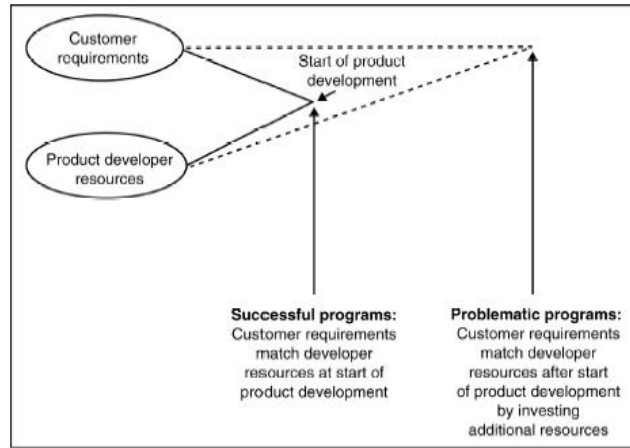 Customer
requirements
Start of product
development
Product developer
resources
Successful programs:
Customer requirements
match developer
resources at start of
product development
Problematic programs:
Customer requirements
match developer
resources after start
of product development
by investing
additional resources